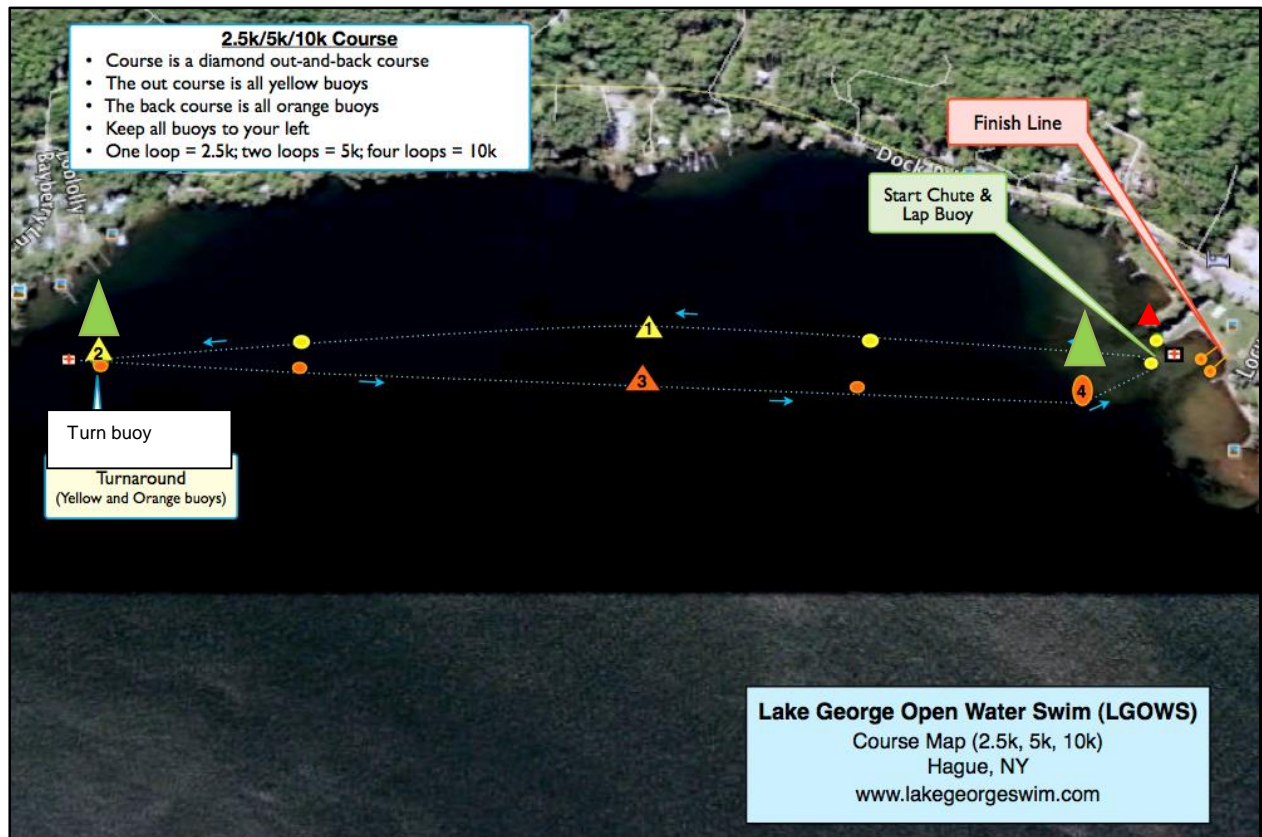 2.5k/5k/10k Course
• Course is a diamond out-and-back course
• The out course is all yellow buoys
• The back course is all orange buoys
• Keep all buoys to your left
• One loop = 2.5k; two loops = 5k; four loops = 10k
Finish Line
Start Chute &
Lap Buoy
Bayberry Ln
1
2
3
4
Turn buoy
Turnaround
(Yellow and Orange buoys)
Lake George Open Water Swim (LGOWS)
Course Map (2.5k, 5k, 10k)
Hague, NY
www.lakegeorgeswim.com